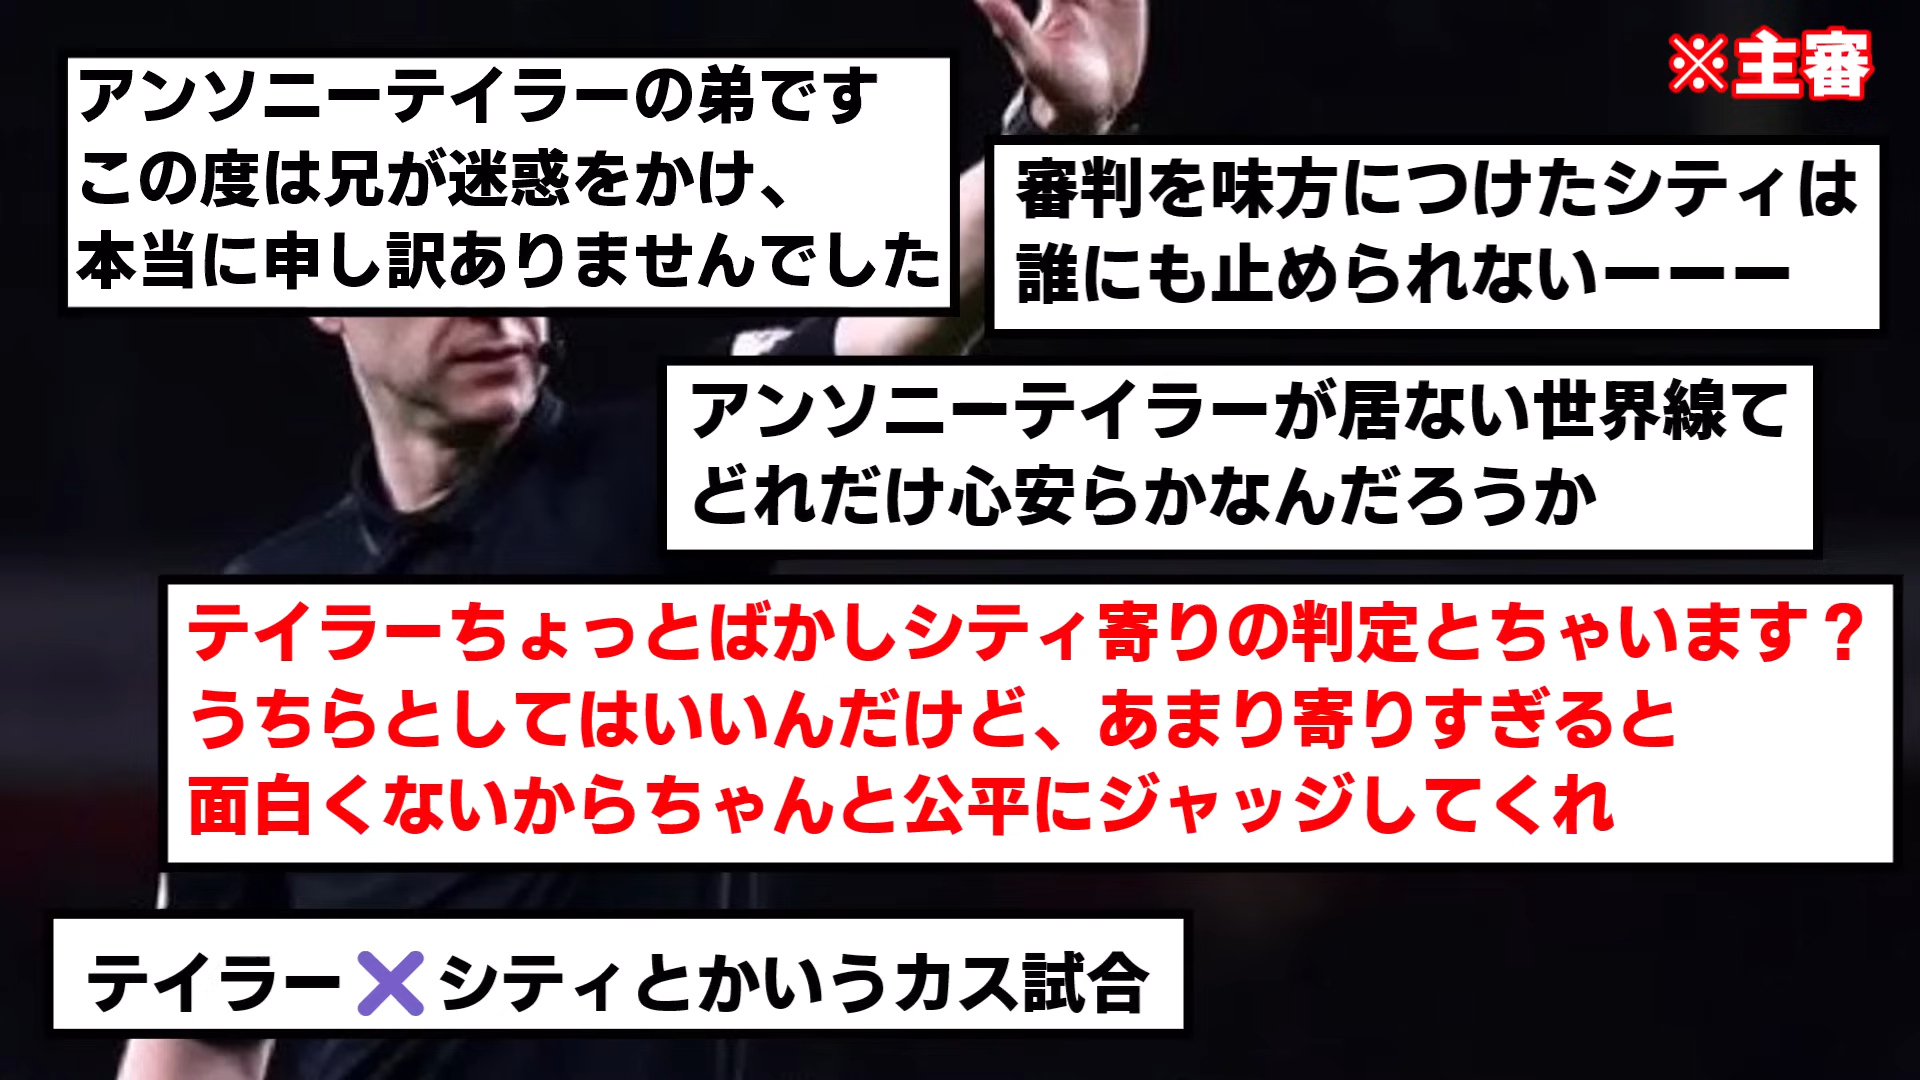 ※主審
アンソニーテイラーの弟です
この度は兄が迷惑をかけ、
本当に申し訳ありませんでした
審判を味方につけたシティは
誰にも止められないーーー
アンソニーテイラーが居ない世界線て
どれだけ心安らかなんだろうか
テイラーちょっとばかしシティ寄りの判定とちゃいます？
うちらとしてはいいんだけど、あまり寄りすぎると
面白くないからちゃんと公平にジャッジしてくれ
テイラー✖シティとかいうカス試合